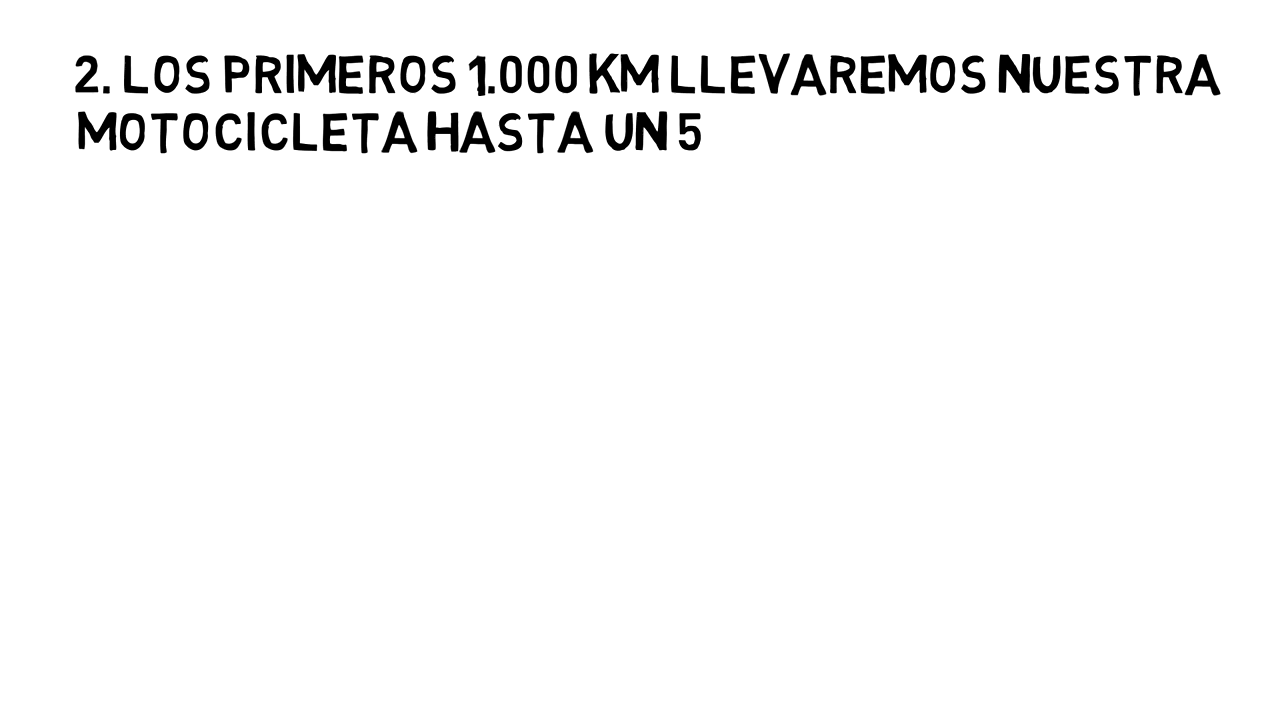 2. LOS PRIMEROS 1.000 KM LLEVAREMOS NUESTRA
MOTOCICLETA HASTA UN 5